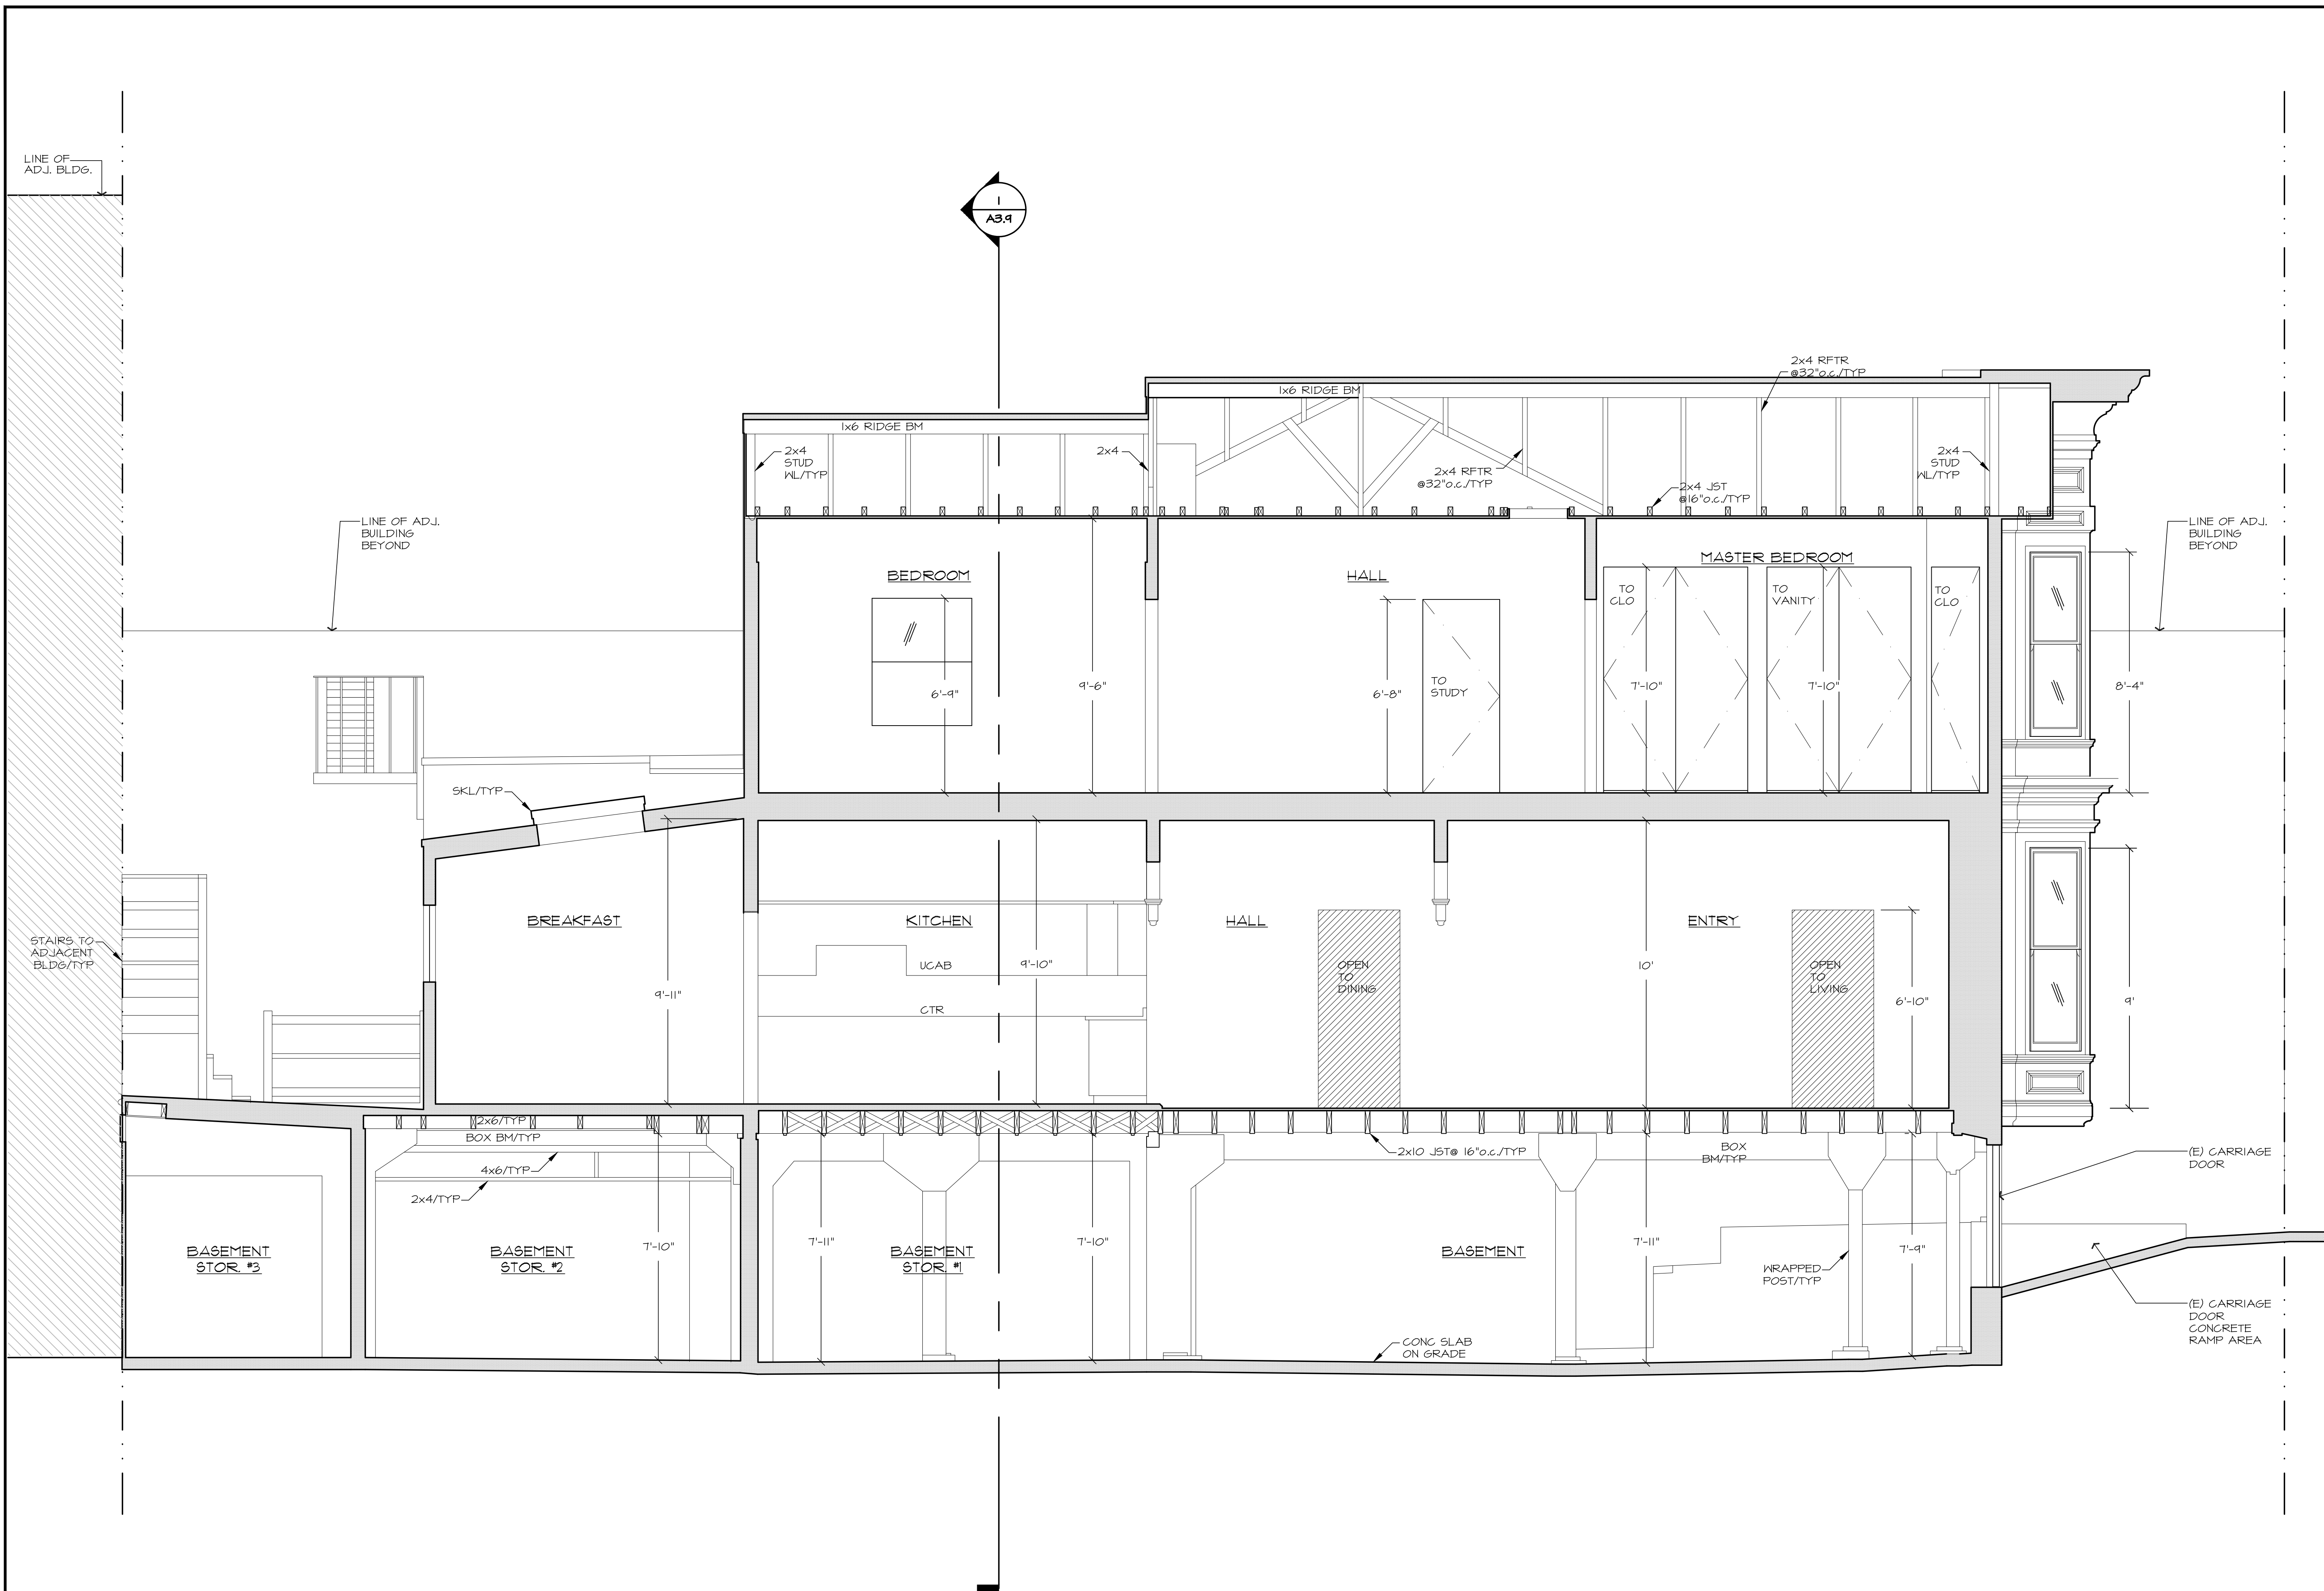 LINE OF
ADJ. BLDG.
1
A3.9
2x4 RFTR
@32"o.c./TYP
1x6 RIDGE BM
1x6 RIDGE BM
2x4
STUD
WL/TYP
2x4
2x4 RFTR
@32"o.c./TYP
2x4 JST
@16"o.c./TYP
2x4
STUD
WL/TYP
LINE OF ADJ.
BUILDING
BEYOND
LINE OF ADJ.
BUILDING
BEYOND
BEDROOM
HALL
MASTER BEDROOM
TO
CLO
TO
VANITY
TO
CLO
6'-9"
9'-6"
6'-8"
TO
STUDY
7'-10"
7'-10"
8'-4"
SKL/TYP
BREAKFAST
KITCHEN
HALL
ENTRY
STAIRS TO
ADJACENT
BLDG/TYP
UCAB
9'-10"
OPEN
TO
DINING
10'
OPEN
TO
LIVING
9'-11"
CTR
6'-10"
9'
2x6/TYP
BOX BM/TYP
4x6/TYP
2x4/TYP
2x10 JST@ 16"o.c./TYP
BOX
BM/TYP
(E) CARRIAGE
DOOR
BASEMENT
STOR. #3
BASEMENT
STOR. #2
7'-10"
7'-11"
BASEMENT
STOR. #1
7'-10"
BASEMENT
7'-11"
7'-9"
WRAPPED
POST/TYP
CONC SLAB
ON GRADE
(E) CARRIAGE
DOOR
CONCRETE
RAMP AREA